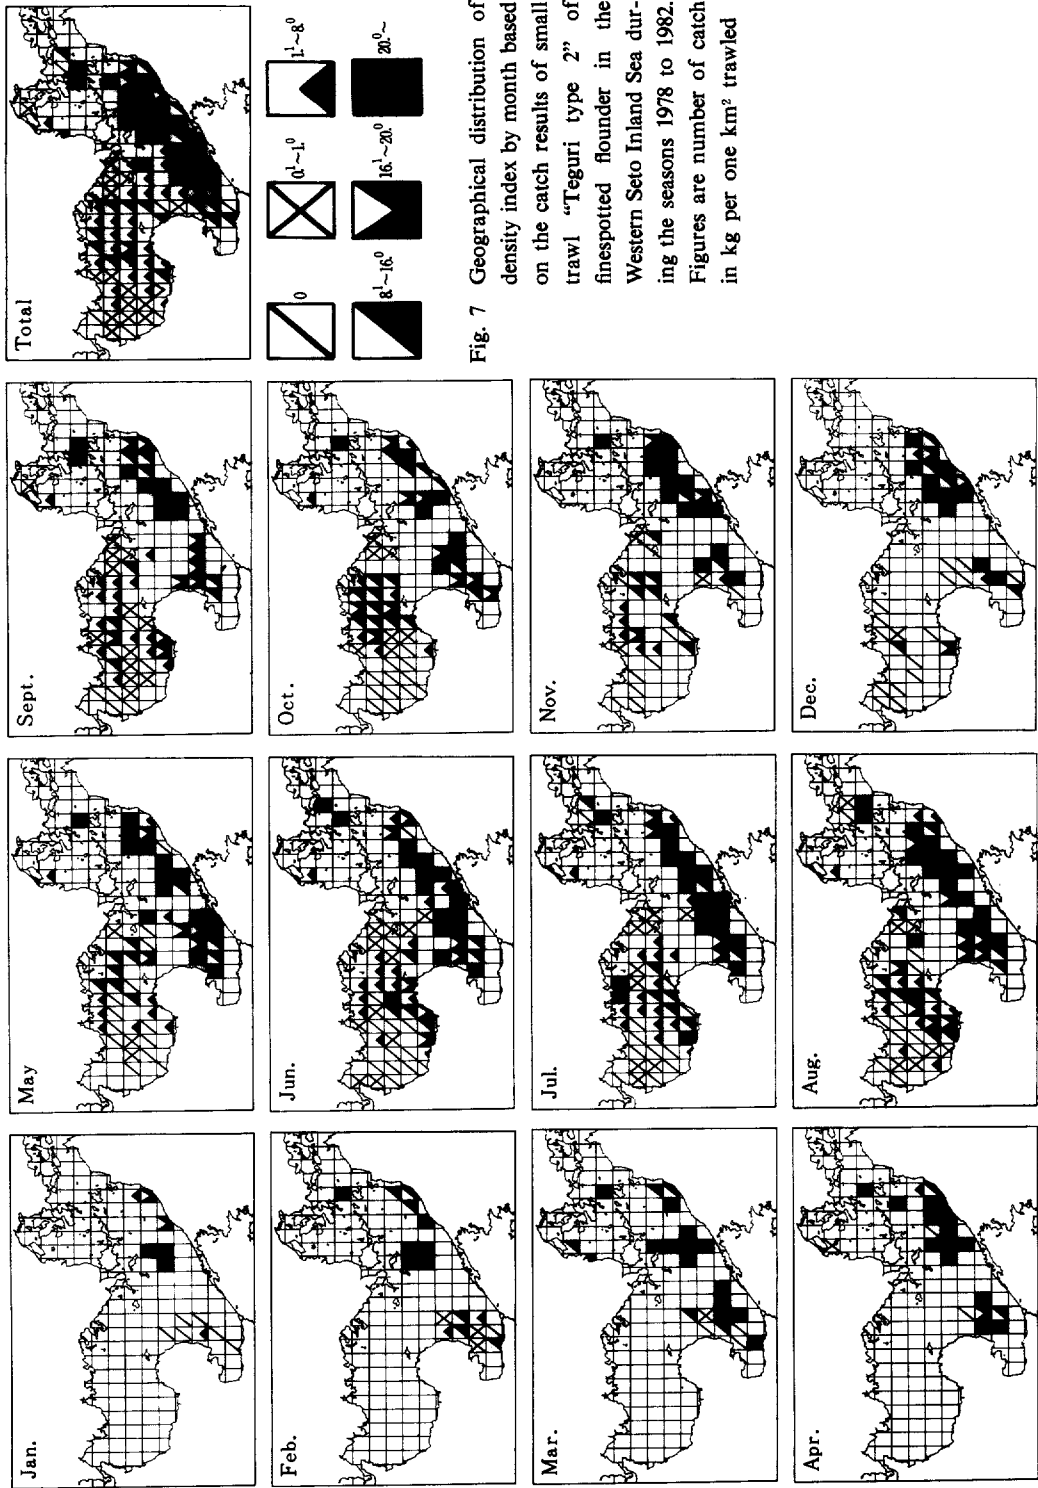 Jan.
Feb.
Mar.
Apr.
May
Jun.
Jul.
Aug.
Sept.
Oct.
Nov.
Dec.
Total
0
0.¹~1.⁰
1.¹~8.⁰
8.¹~16.⁰
16.¹~20.⁰
20.⁰~
Fig. 7 Geographical distribution of
density index by month based
on the catch results of small
trawl “Teguri type 2” of
finespotted flounder in the
Western Seto Inland Sea dur-
ing the seasons 1978 to 1982.
Figures are number of catch
in kg per one km² trawled